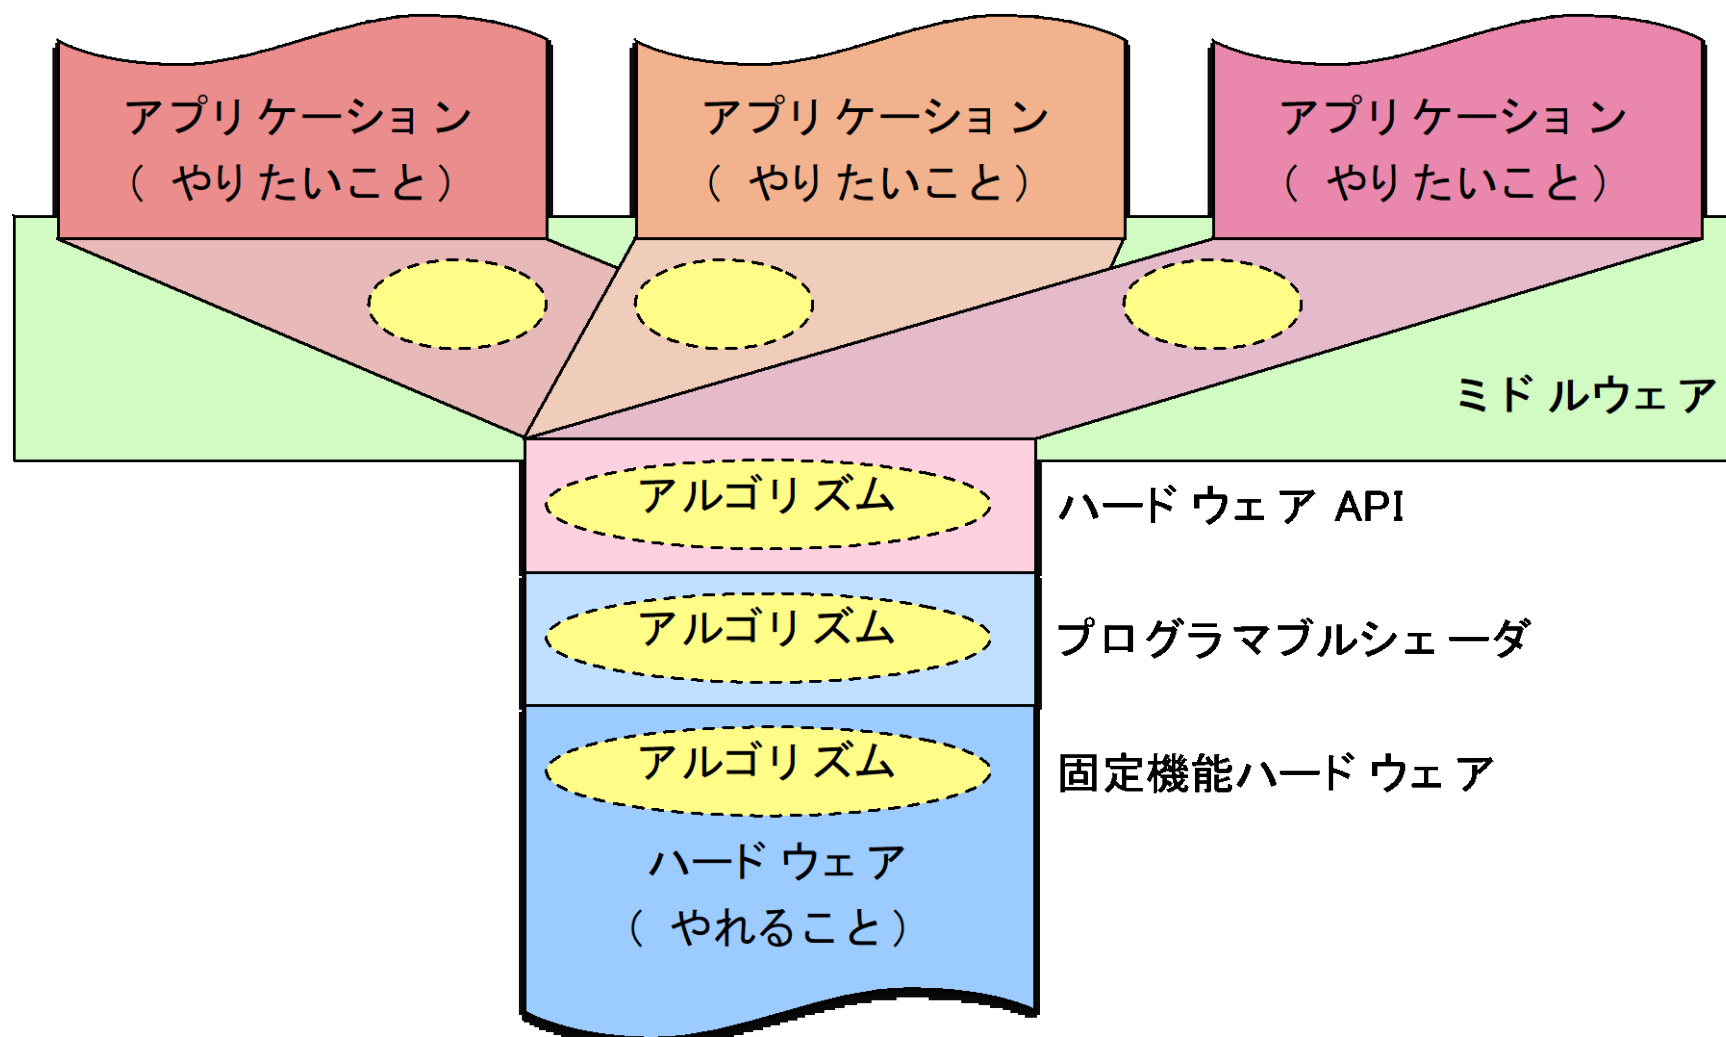 アプリケーション
(やりたいこと)
アプリケーション
(やりたいこと)
アプリケーション
(やりたいこと)
ミドルウェア
アルゴリズム
ハードウェア API
アルゴリズム
プログラマブルシェーダ
アルゴリズム
固定機能ハードウェア
ハードウェア
(やれること)